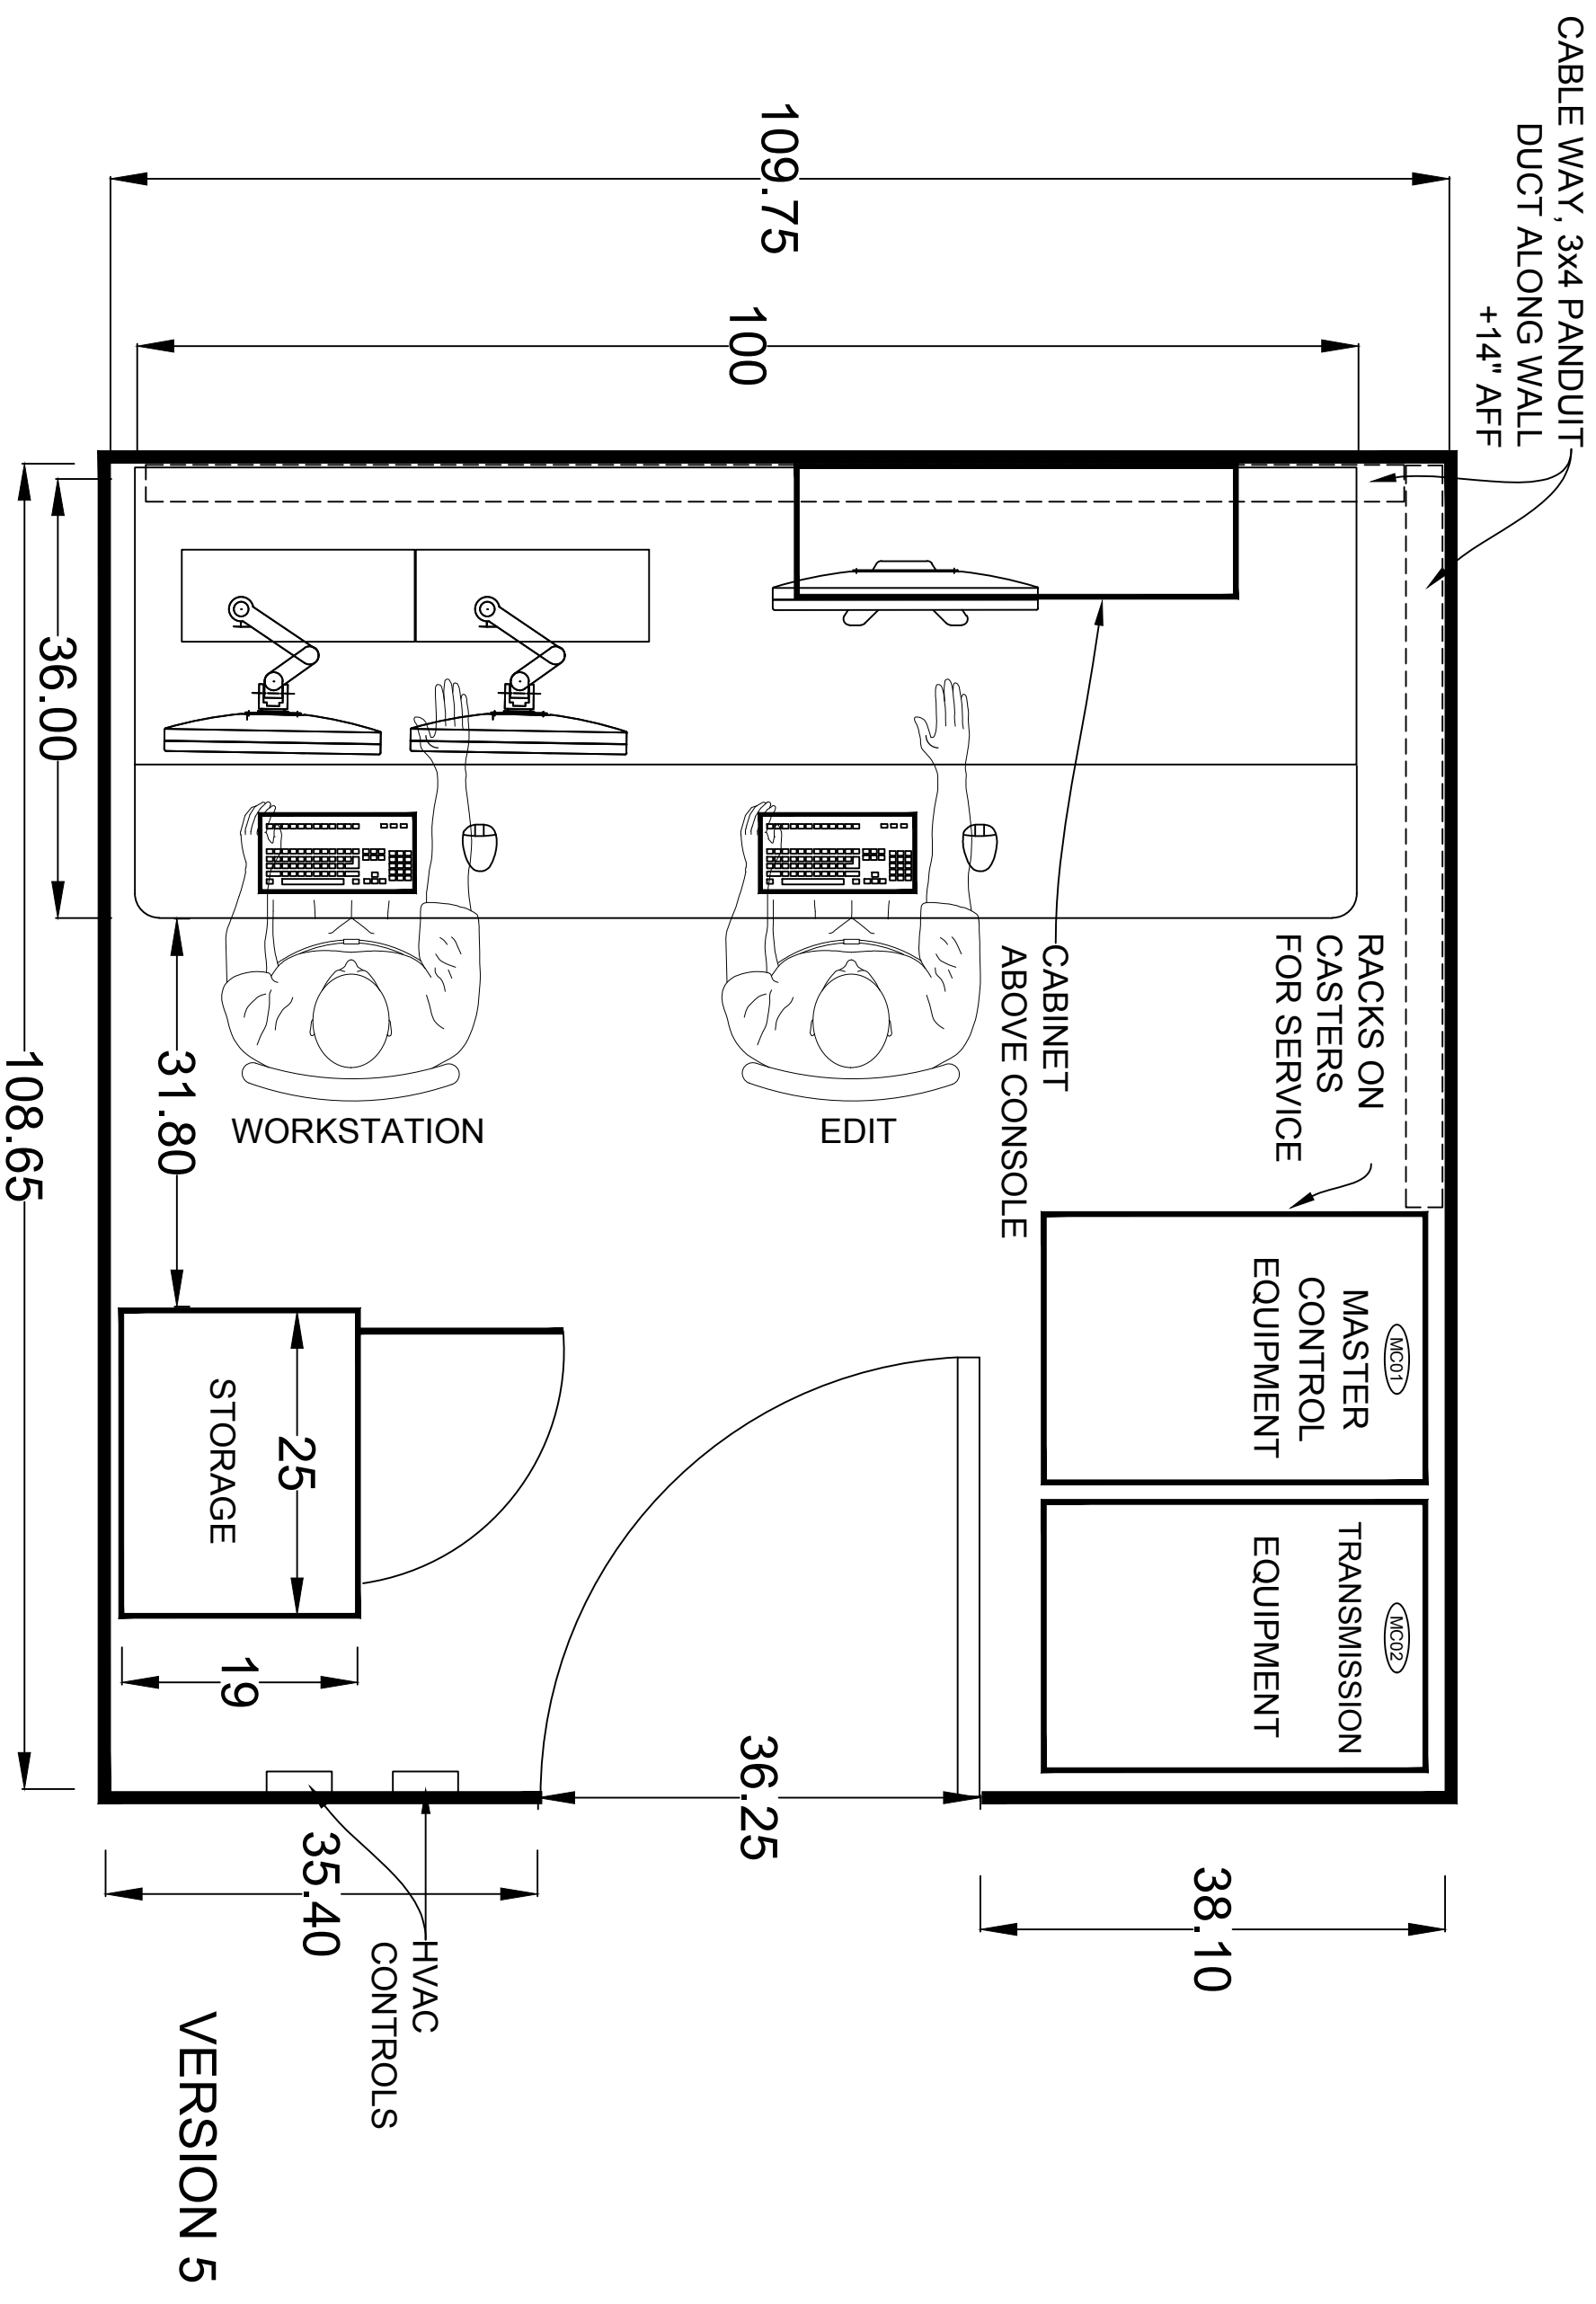 CABLE WAY, 3x4 PANDUIT
DUCT ALONG WALL
+14" AFF
109.75
100
36.00
108.65
31.80
WORKSTATION
EDIT
CABINET
ABOVE CONSOLE
RACKS ON
CASTERS
FOR SERVICE
MC01
MASTER
CONTROL
EQUIPMENT
MC02
TRANSMISSION
EQUIPMENT
STORAGE
25
19
36.25
35.40
38.10
HVAC
CONTROLS
VERSION 5